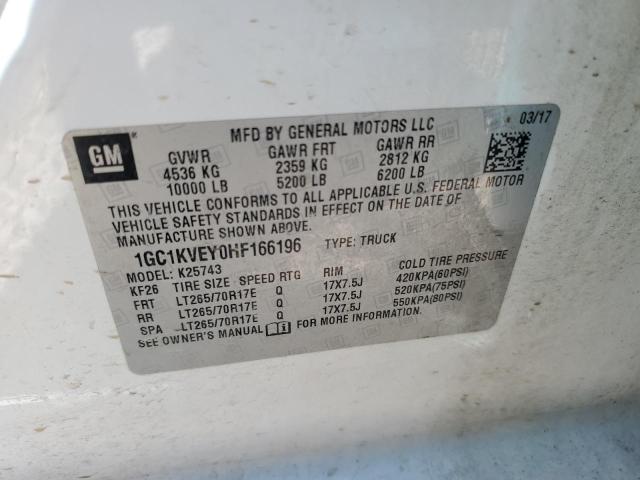 GM
MFD BY GENERAL MOTORS LLC
03/17
GVWR GAWR FRT GAWR RR
4536 KG 2359 KG 2812 KG
10000 LB 5200 LB 6200 LB
THIS VEHICLE CONFORMS TO ALL APPLICABLE U.S. FEDERAL MOTOR
VEHICLE SAFETY STANDARDS IN EFFECT ON THE DATE OF
MANUFACTURE SHOWN ABOVE.
1GC1KVEY0HF166196 TYPE: TRUCK
MODEL: K25743
KF26 TIRE SIZE SPEED RTG RIM COLD TIRE PRESSURE
FRT LT265/70R17E Q 17X7.5J 420KPA(60PSI)
RR LT265/70R17E Q 17X7.5J 520KPA(75PSI)
SPA LT265/70R17E Q 17X7.5J 550KPA(80PSI)
SEE OWNER'S MANUAL FOR MORE INFORMATION.